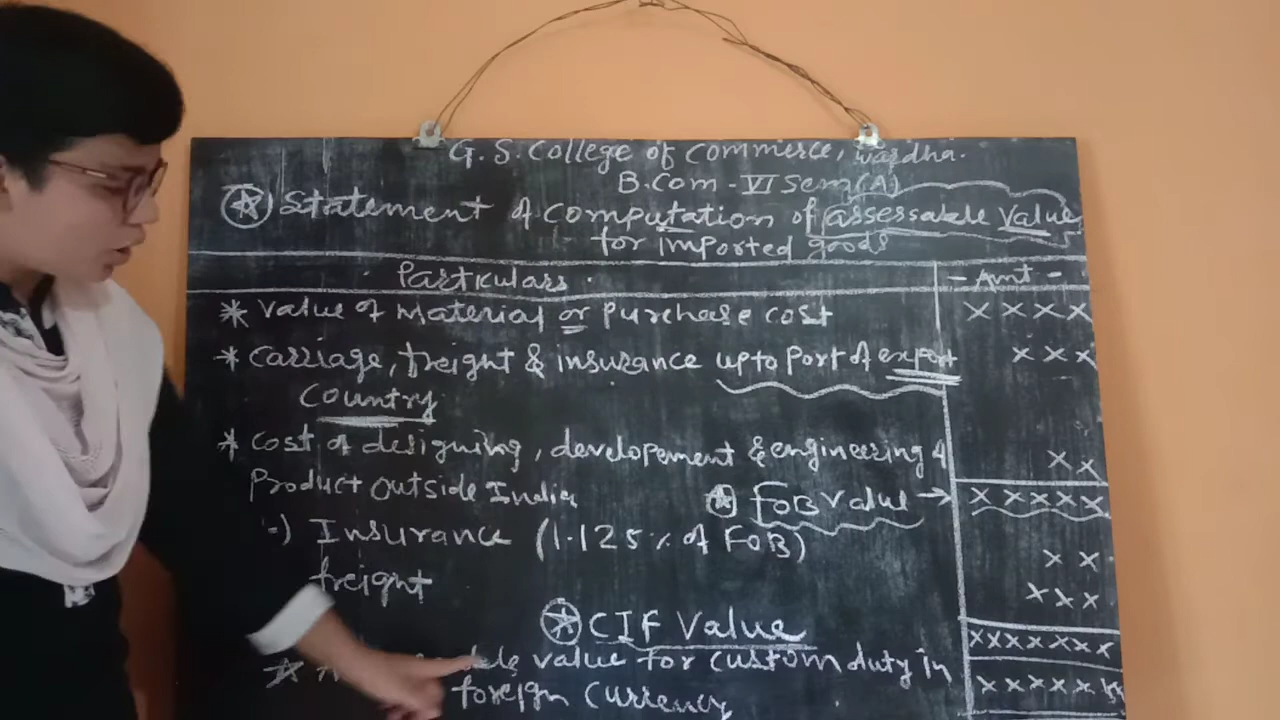 G. S. College of Commerce, Wardha.
B.Com - VI Sem (A)
Statement of computation of assessable Value
for imported goods
Particulars. - Amt -
* Value of Material or Purchase cost x x x x
* Carriage, freight & insurance upto Port of export x x x
Country
* Cost of designing, developement & engineering of x x
Product outside India FOB Value → x x x x x
-) Insurance (1.125% of FOB) x x
freight x x x
CIF Value x x x x x x x
value for custom duty in x x x x x
foreign currency